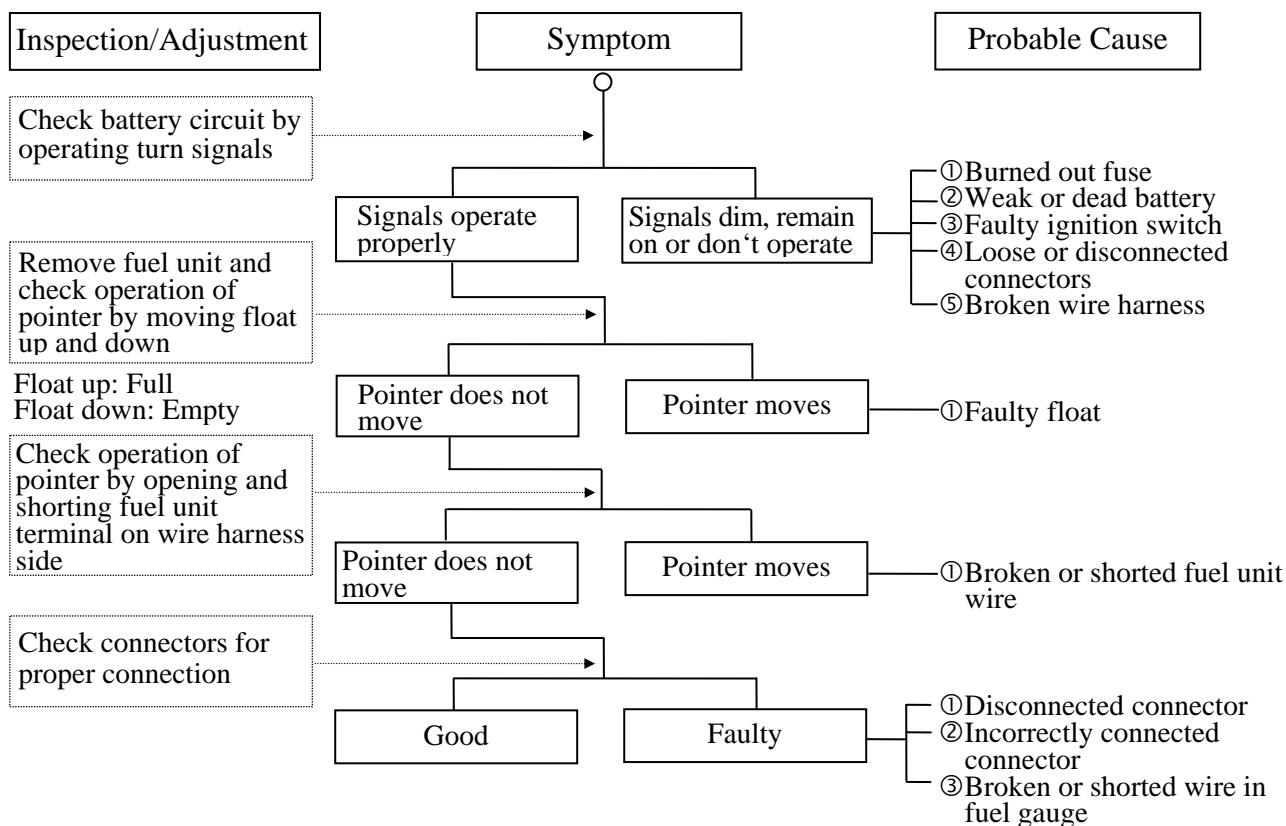 Inspection/Adjustment
Symptom
Probable Cause
Check battery circuit by
operating turn signals
Signals operate
properly
Signals dim, remain
on or don‘t operate
①Burned out fuse
②Weak or dead battery
③Faulty ignition switch
④Loose or disconnected
connectors
⑤Broken wire harness
Remove fuel unit and
check operation of
pointer by moving float
up and down
Float up: Full
Float down: Empty
Pointer does not
move
Pointer moves
①Faulty float
Check operation of
pointer by opening and
shorting fuel unit
terminal on wire harness
side
Pointer does not
move
Pointer moves
①Broken or shorted fuel unit
wire
Check connectors for
proper connection
Good
Faulty
①Disconnected connector
②Incorrectly connected
connector
③Broken or shorted wire in
fuel gauge